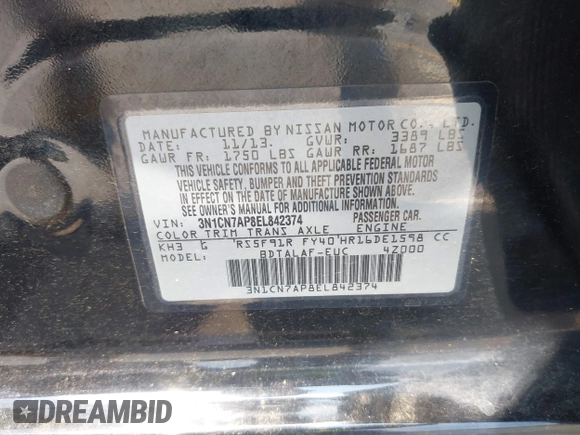 MANUFACTURED BY NISSAN MOTOR CO., LTD.
DATE: 11/13. GVWR: 3389 LBS
GAWR FR: 1750 LBS GAWR RR: 1687 LBS
THIS VEHICLE CONFORMS TO ALL APPLICABLE FEDERAL MOTOR
VEHICLE SAFETY, BUMPER AND THEFT PREVENTION STANDARDS
IN EFFECT ON THE DATE OF MANUFACTURE SHOWN ABOVE.
SEE OWNER'S MANUAL FOR ADDITIONAL INFORMATION.
VIN: 3N1CN7AP8EL842374 PASSENGER CAR.
COLOR TRIM TRANS AXLE ENGINE
KH3 G RS5F91R FY40 HR16DE1598 CC
MODEL: BDTALAF-EUC 4Z000
3N1CN7AP8EL842374
DREAMBID